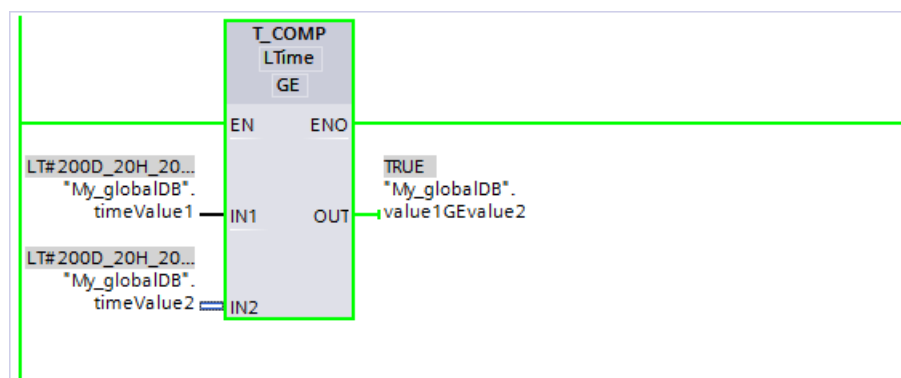 T_COMP
LTime
GE
EN ENO
LT#200D_20H_20...
"My_globalDB".
timeValue1
IN1
TRUE
"My_globalDB".
value1GEvalue2
OUT
LT#200D_20H_20...
"My_globalDB".
timeValue2
IN2